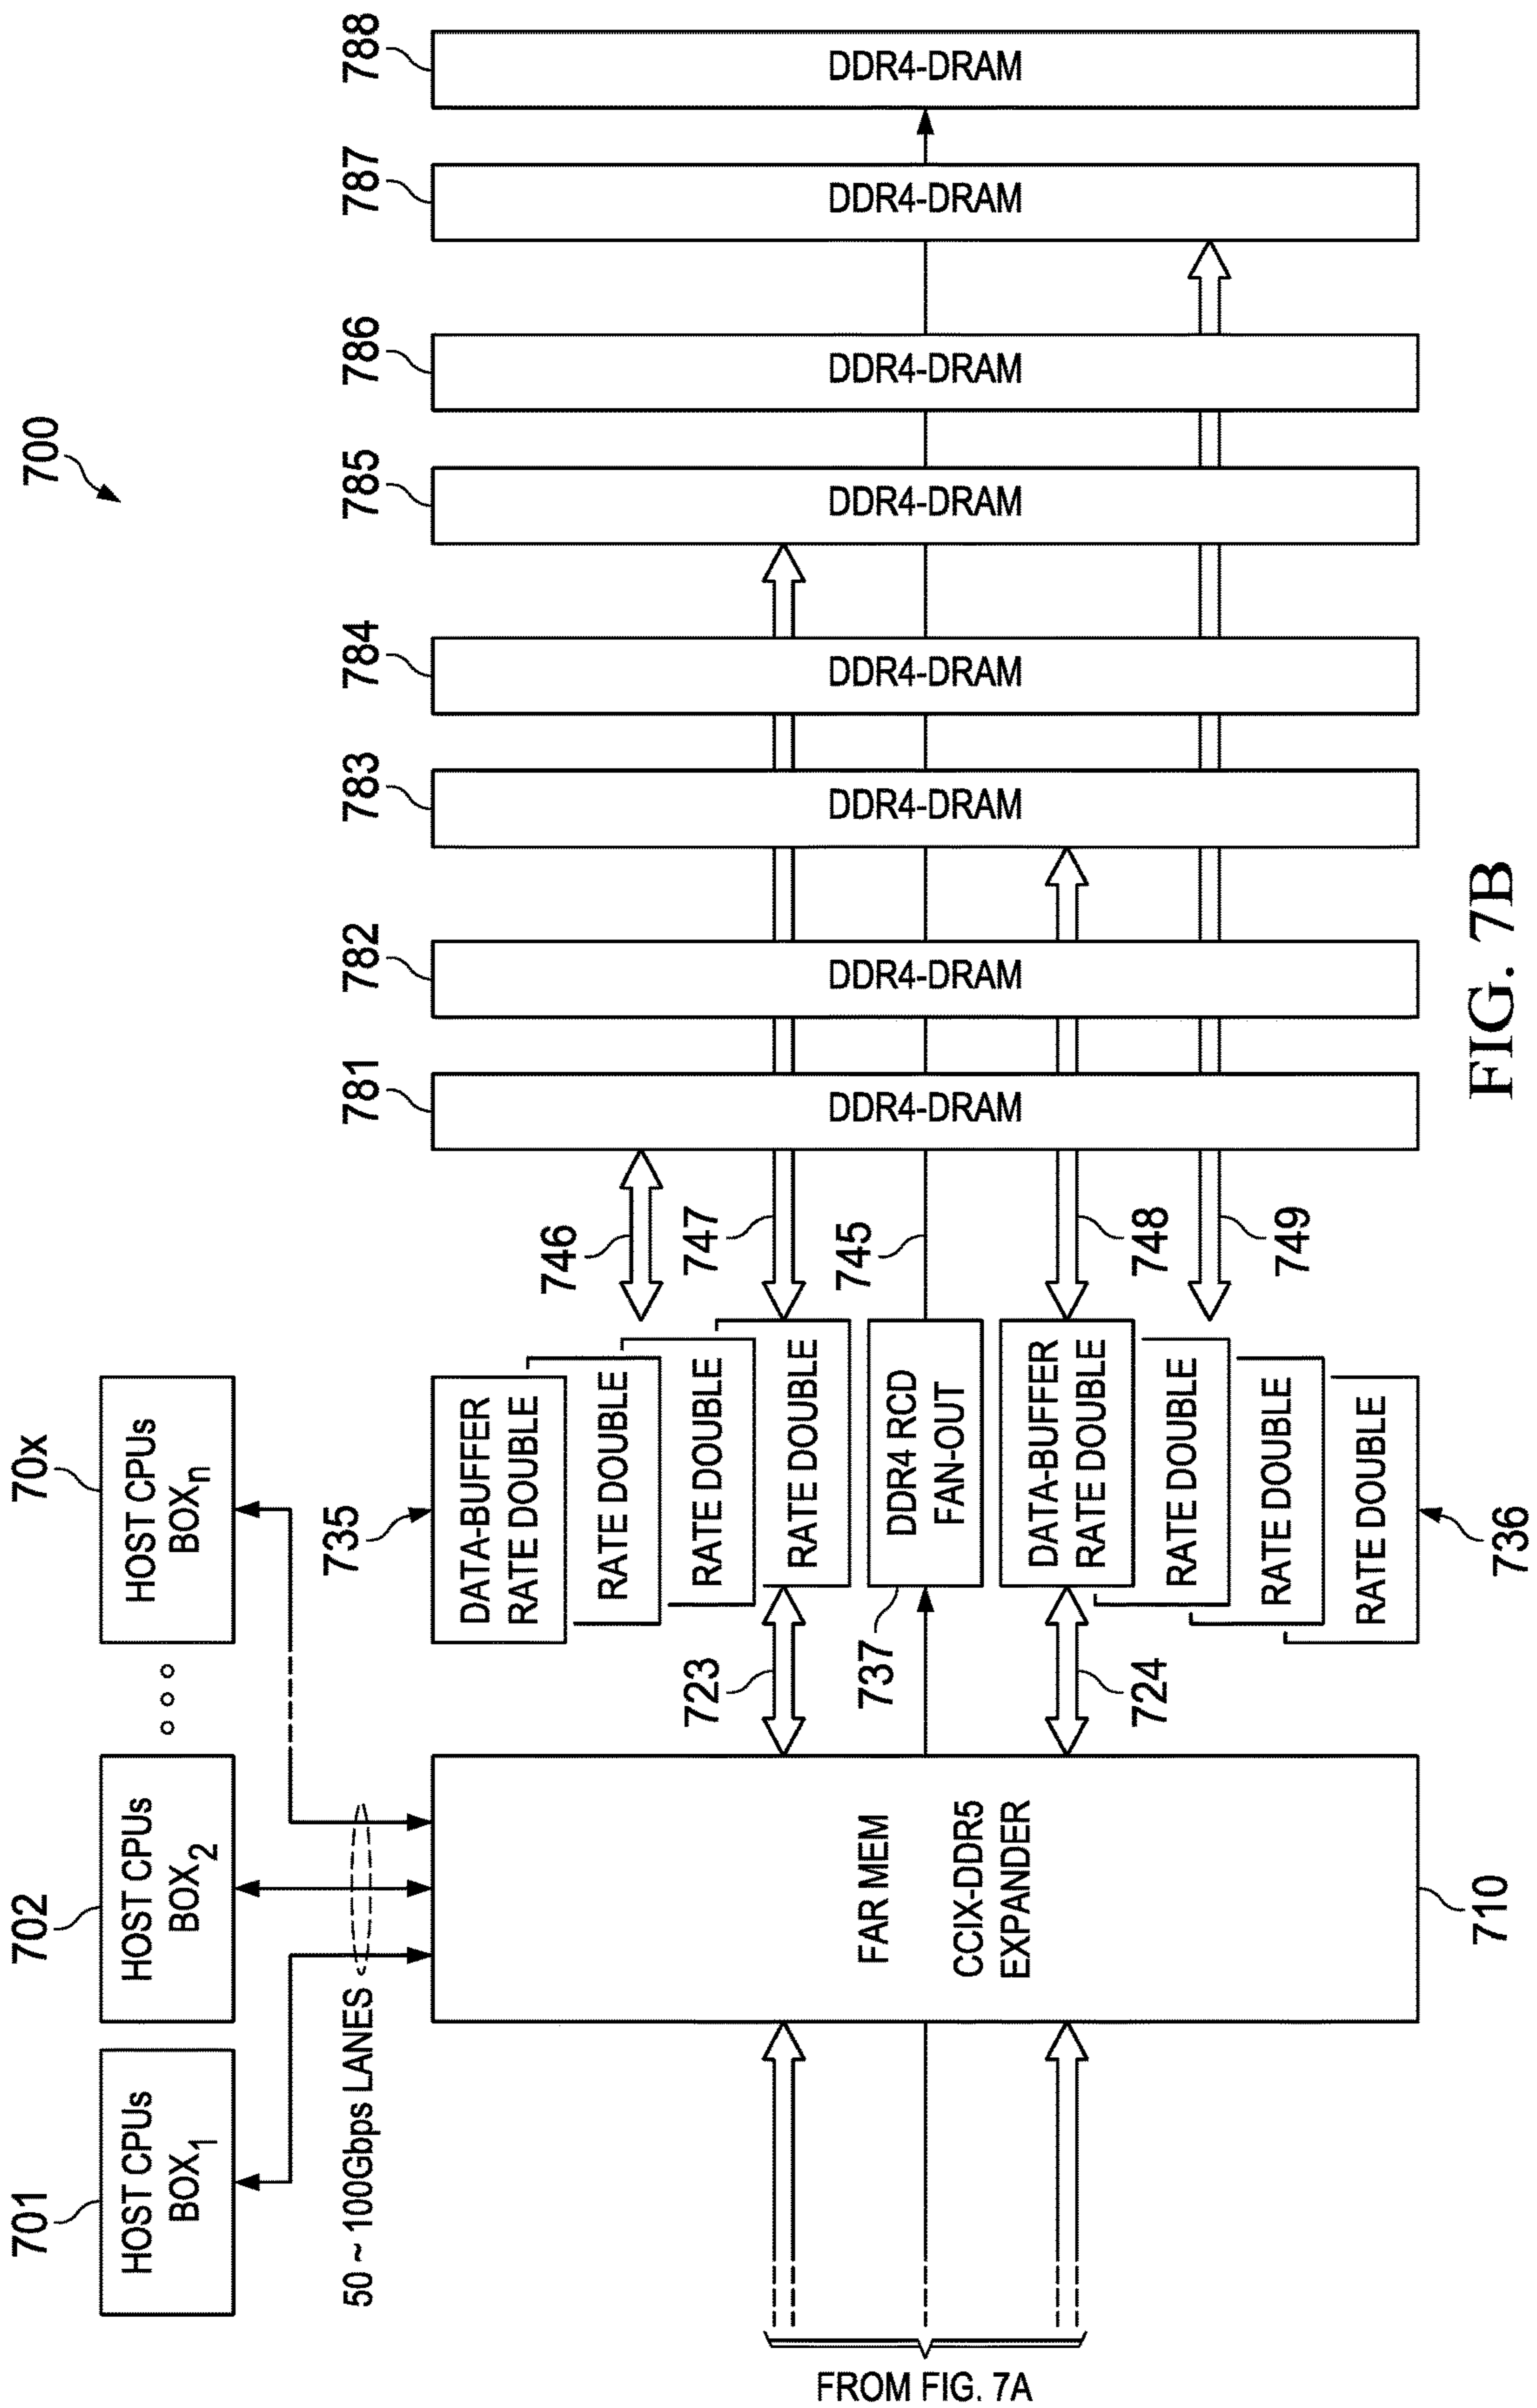 700
701
HOST CPUs
BOX1
702
HOST CPUs
BOX2
70x
HOST CPUs
BOXn
50 ~ 100Gbps LANES
FROM FIG. 7A
FAR MEM
CCIX-DDR5
EXPANDER
710
723
737
724
735
DATA-BUFFER
RATE DOUBLE
RATE DOUBLE
RATE DOUBLE
RATE DOUBLE
DDR4 RCD
FAN-OUT
DATA-BUFFER
RATE DOUBLE
RATE DOUBLE
RATE DOUBLE
RATE DOUBLE
736
746
747
745
748
749
781
DDR4-DRAM
782
DDR4-DRAM
783
DDR4-DRAM
784
DDR4-DRAM
785
DDR4-DRAM
786
DDR4-DRAM
787
DDR4-DRAM
788
DDR4-DRAM
FIG. 7B